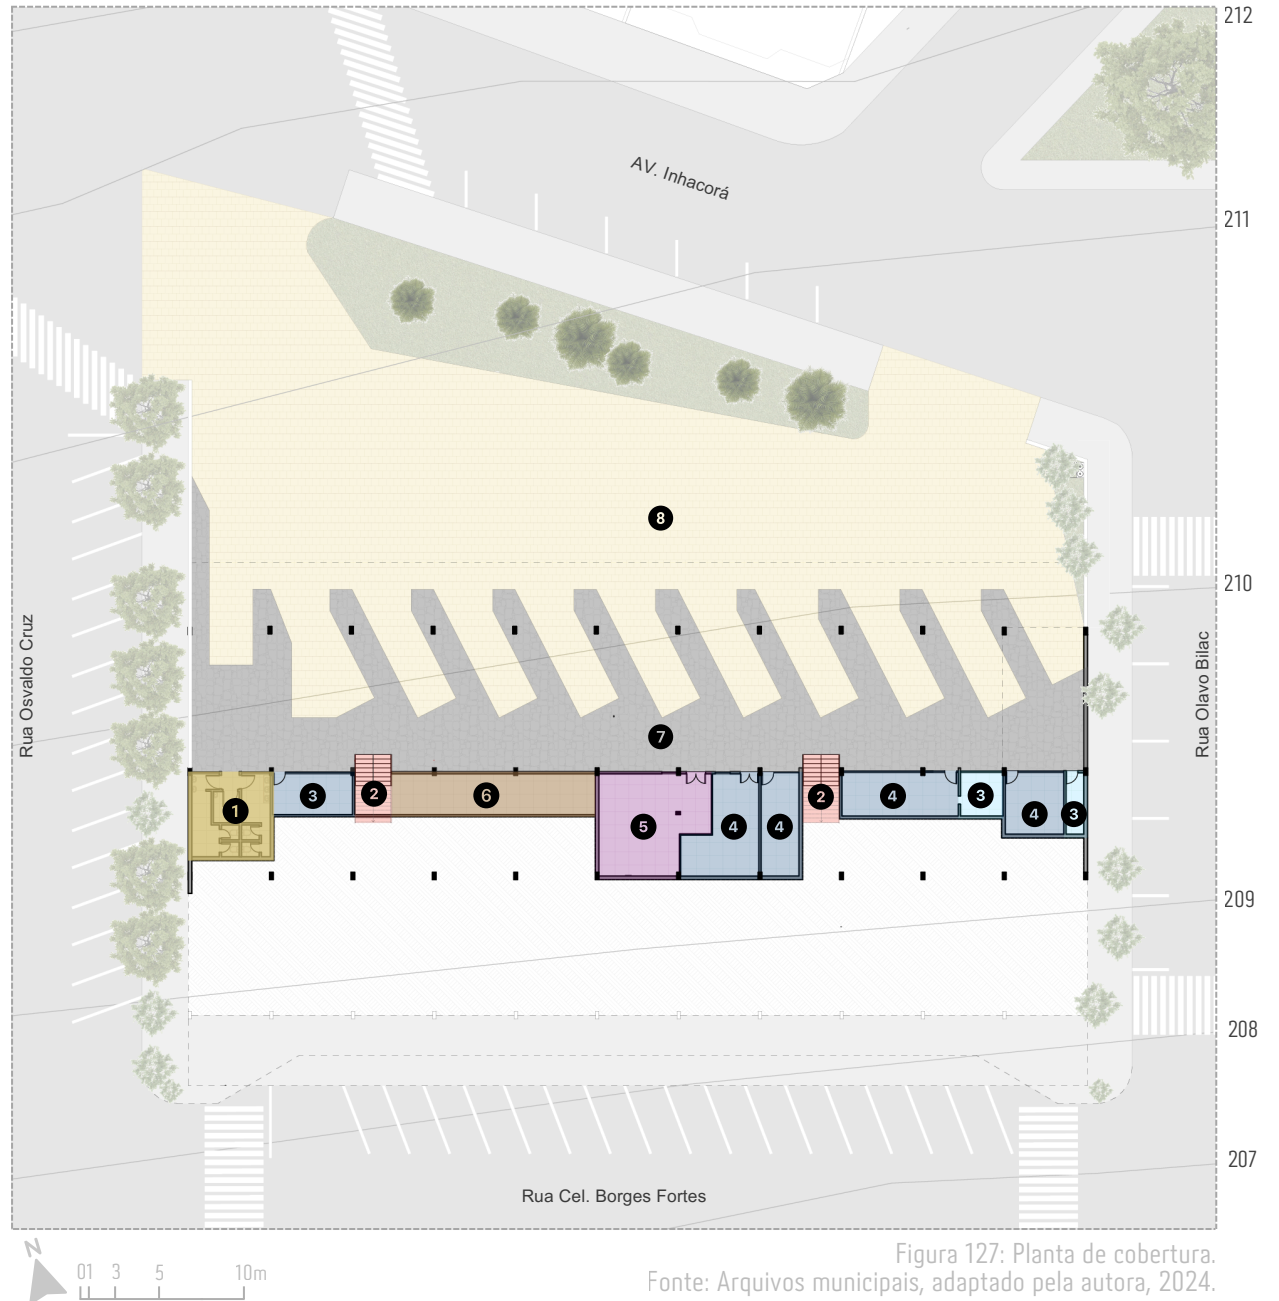 212
AV. Inhacorá
211
8
210
Rua Osvaldo Cruz
Rua Olavo Bilac
7
1
3
2
6
5
4
4
2
4
3
4
3
209
208
207
Rua Cel. Borges Fortes
N
01 3 5 10m
Figura 127: Planta de cobertura.
Fonte: Arquivos municipais, adaptado pela autora, 2024.